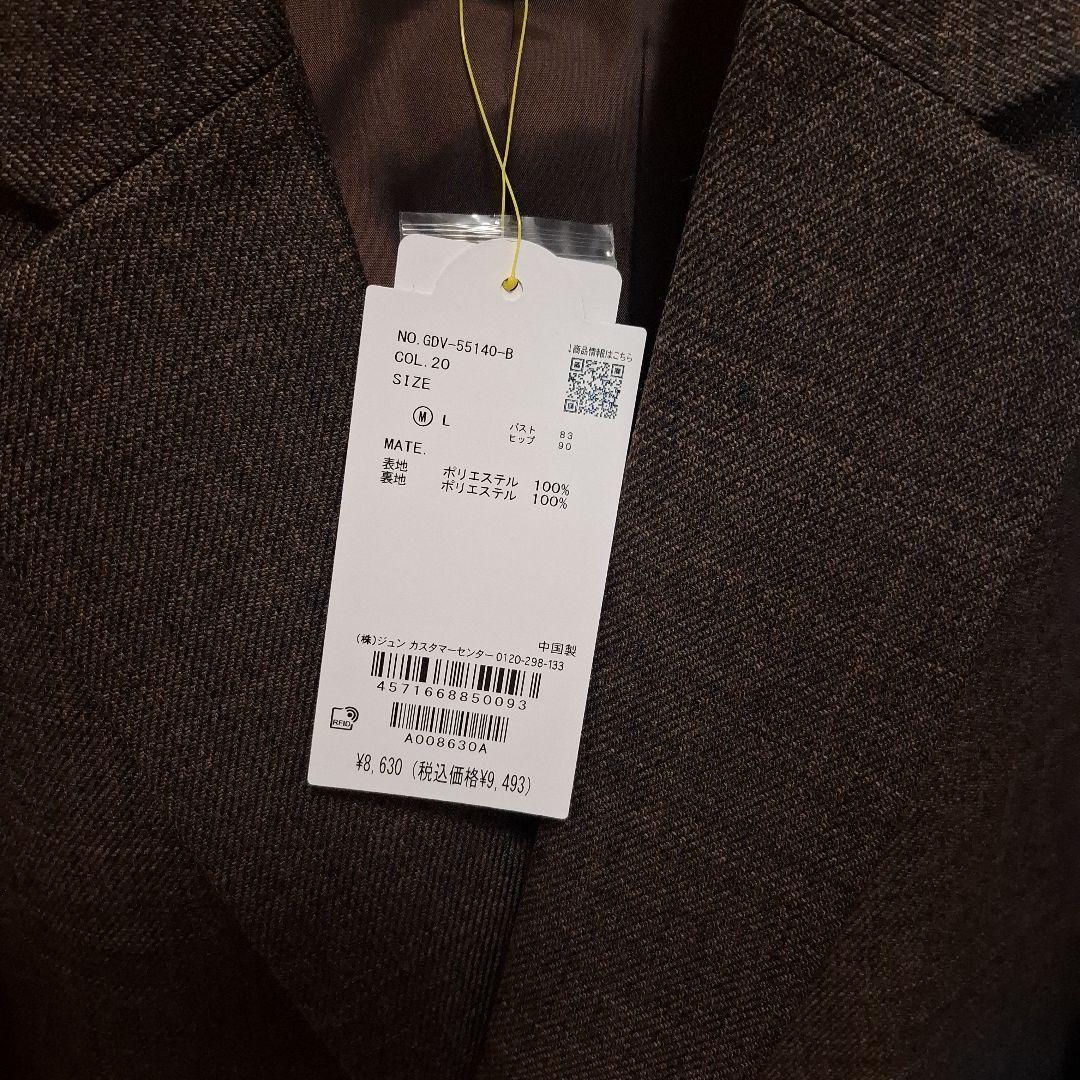 NO.GDV-55140-B
COL.20
SIZE
↓商品情報はこちら
M L
バスト 83
ヒップ 90
MATE.
表地 ポリエステル 100%
裏地 ポリエステル 100%
中国製
(株)ジュン カスタマーセンター 0120-298-133
4571668850093
RFID
A008630A
¥8,630 (税込価格¥9,493)